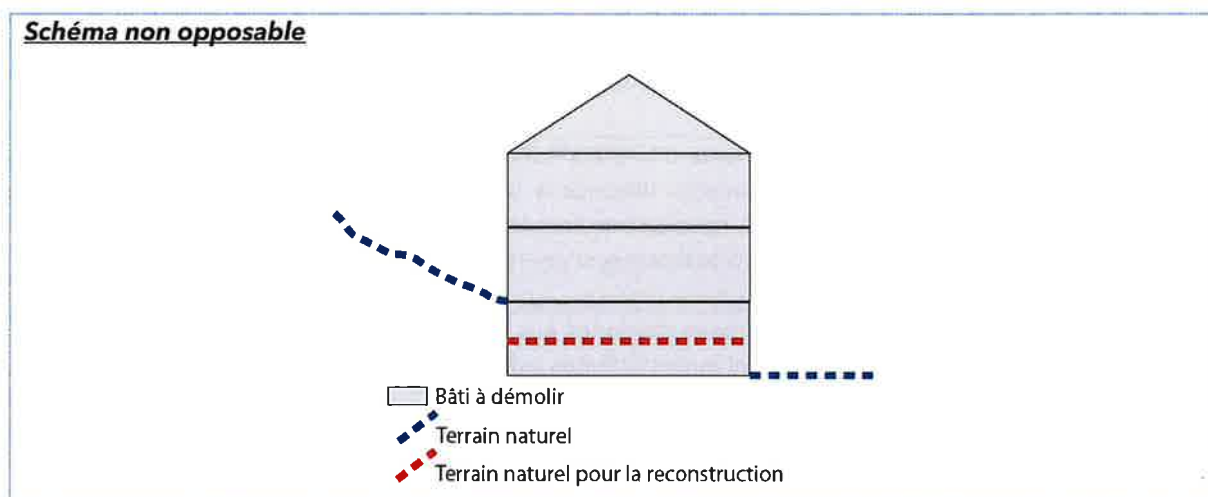 Schéma non opposable
Bâti à démolir
Terrain naturel
Terrain naturel pour la reconstruction